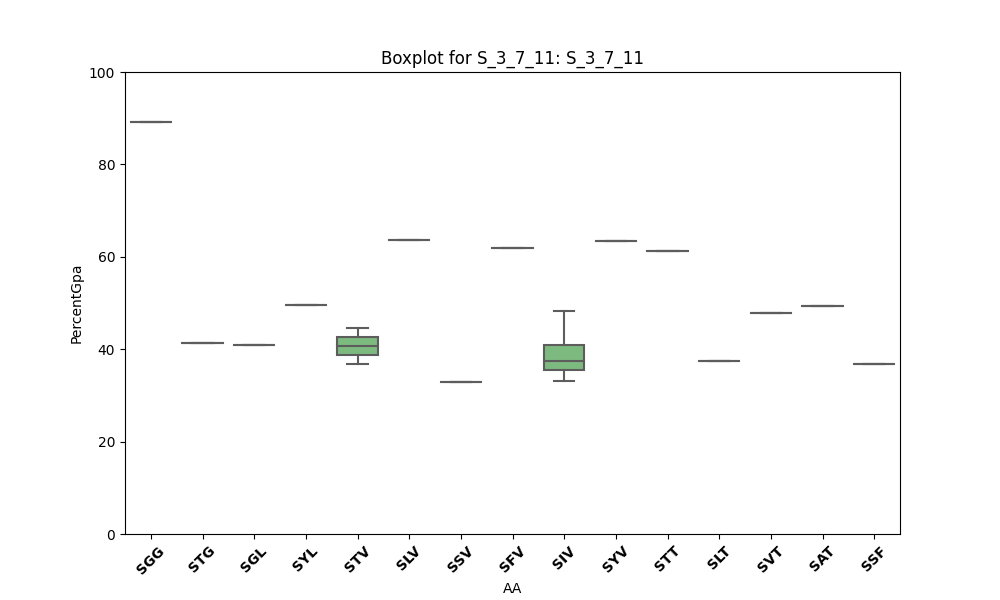 Boxplot for S_3_7_11: S_3_7_11
100
80
60
40
20
0
PercentGpa
SGG STG SGL SYL STV SLV SSV SFV SIV SYV STT SLT SVT SAT SSF
AA